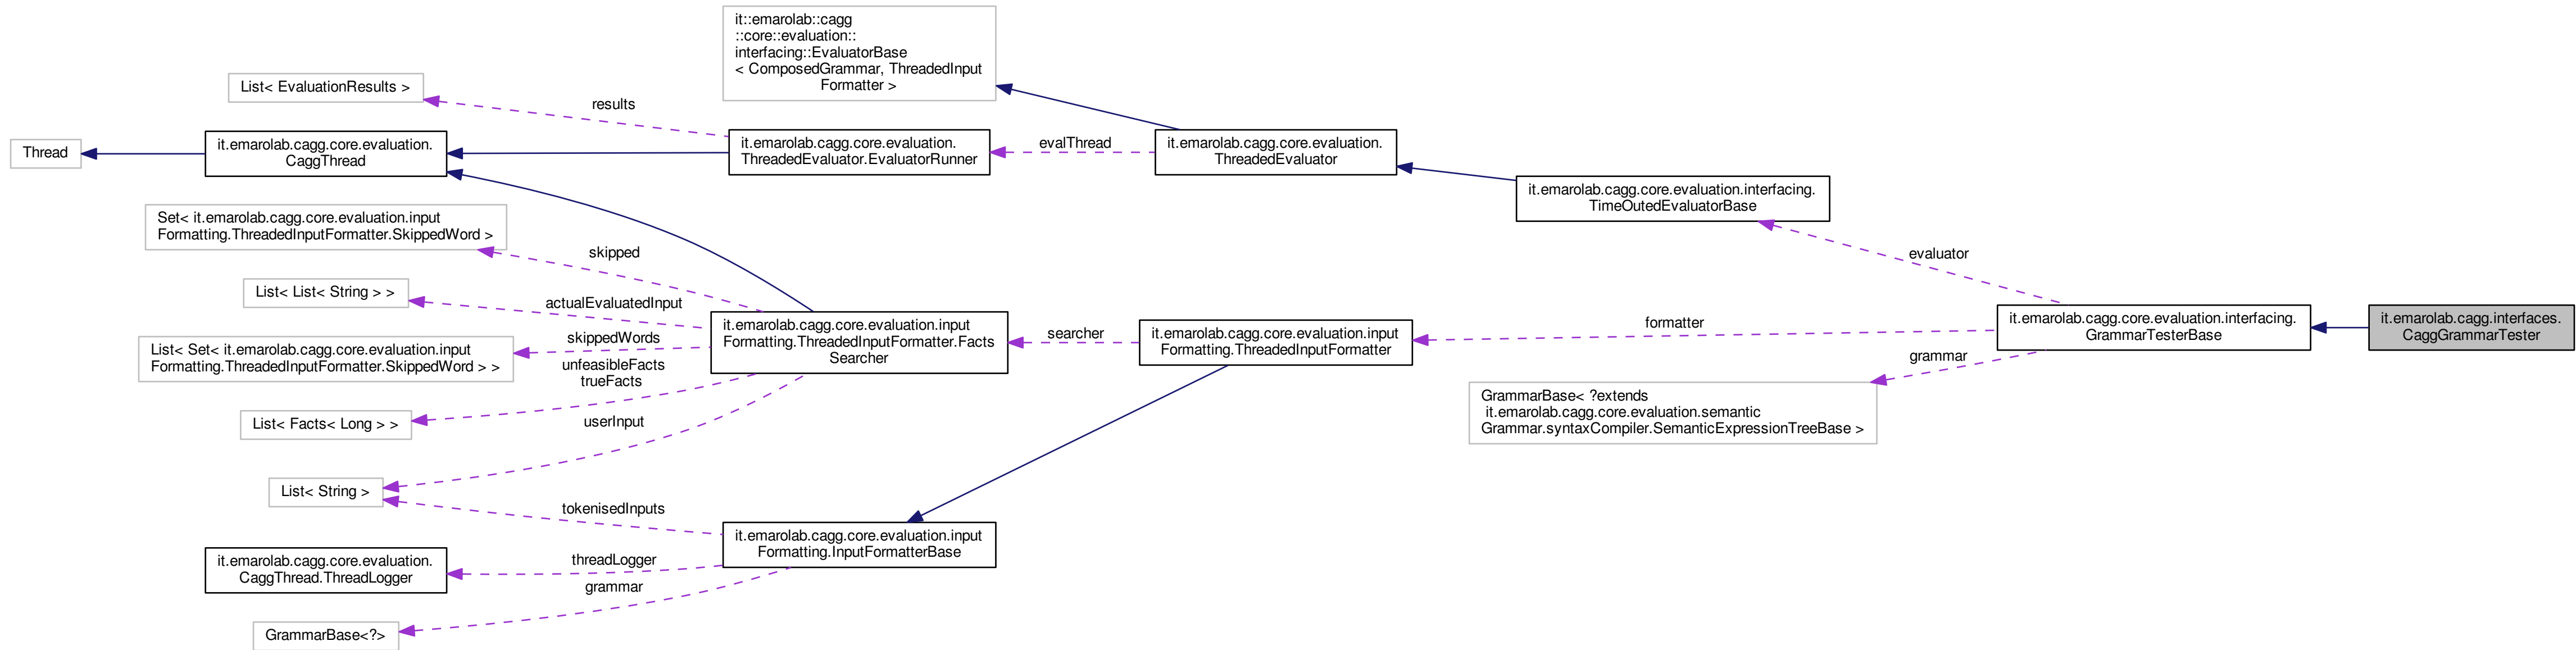 it::emarolab::cagg
::core::evaluation::
interfacing::EvaluatorBase
< ComposedGrammar, ThreadedInput
Formatter >
List< EvaluationResults >
results
Thread
it.emarolab.cagg.core.evaluation.
CaggThread
it.emarolab.cagg.core.evaluation.
ThreadedEvaluator.EvaluatorRunner
evalThread
it.emarolab.cagg.core.evaluation.
ThreadedEvaluator
it.emarolab.cagg.core.evaluation.interfacing.
TimeOutedEvaluatorBase
Set< it.emarolab.cagg.core.evaluation.input
Formatting.ThreadedInputFormatter.SkippedWord >
skipped
evaluator
List< List< String > >
actualEvaluatedInput
it.emarolab.cagg.core.evaluation.input
Formatting.ThreadedInputFormatter.Facts
Searcher
searcher
it.emarolab.cagg.core.evaluation.input
Formatting.ThreadedInputFormatter
formatter
it.emarolab.cagg.core.evaluation.interfacing.
GrammarTesterBase
it.emarolab.cagg.interfaces.
CaggGrammarTester
List< Set< it.emarolab.cagg.core.evaluation.input
Formatting.ThreadedInputFormatter.SkippedWord > >
skippedWords
unfeasibleFacts
trueFacts
grammar
GrammarBase< ?extends
it.emarolab.cagg.core.evaluation.semantic
Grammar.syntaxCompiler.SemanticExpressionTreeBase >
List< Facts< Long > >
userInput
List< String >
tokenisedInputs
it.emarolab.cagg.core.evaluation.input
Formatting.InputFormatterBase
it.emarolab.cagg.core.evaluation.
CaggThread.ThreadLogger
threadLogger
grammar
GrammarBase<?>